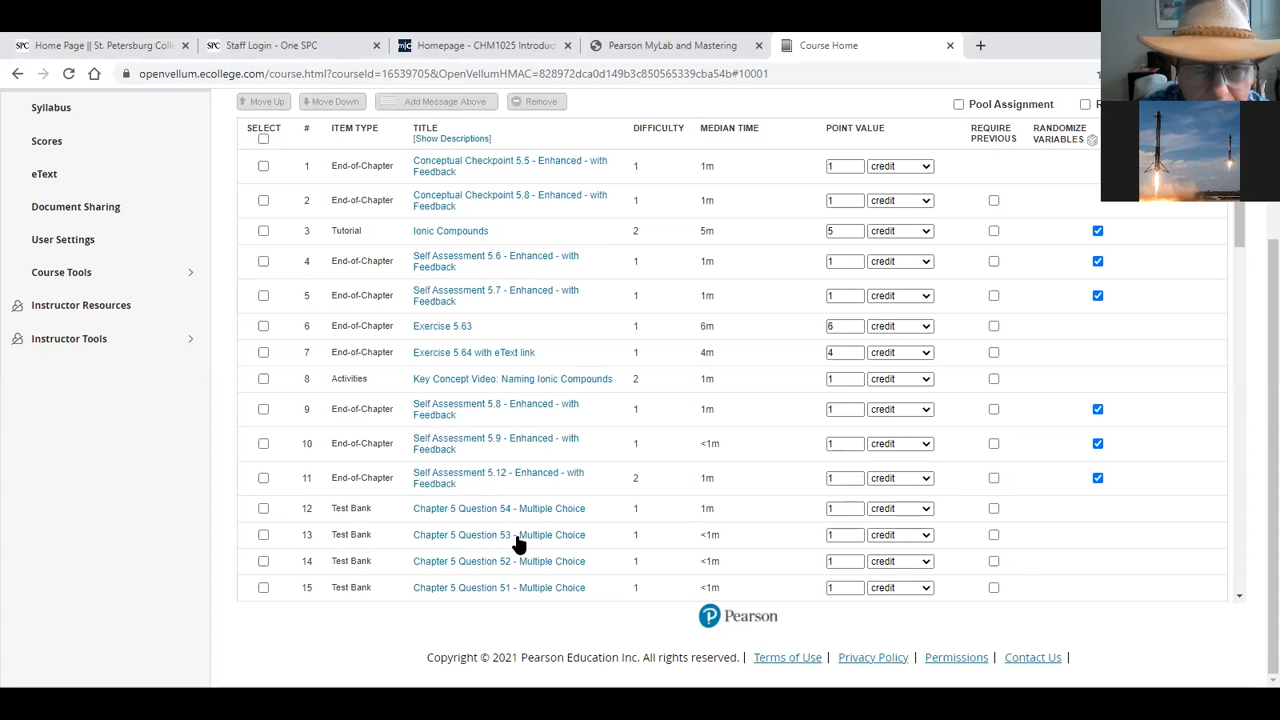 Home Page || St. Petersburg Colle
Staff Login - One SPC
Homepage - CHM1025 Introduct
Pearson MyLab and Mastering
Course Home
openvellum.ecollege.com/course.html?courseId=16539705&OpenVellumHMAC=828972dca0d149b3c850565339cba54b#10001
Syllabus
Scores
eText
Document Sharing
User Settings
Course Tools
Instructor Resources
Instructor Tools
Move Up
Move Down
Add Message Above
Remove
Pool Assignment
SELECT # ITEM TYPE TITLE DIFFICULTY MEDIAN TIME POINT VALUE REQUIRE PREVIOUS RANDOMIZE VARIABLES
[Show Descriptions]
1 End-of-Chapter Conceptual Checkpoint 5.5 - Enhanced - with Feedback 1 1m 1 credit
2 End-of-Chapter Conceptual Checkpoint 5.8 - Enhanced - with Feedback 1 1m 1 credit
3 Tutorial Ionic Compounds 2 5m 5 credit
4 End-of-Chapter Self Assessment 5.6 - Enhanced - with Feedback 1 1m 1 credit
5 End-of-Chapter Self Assessment 5.7 - Enhanced - with Feedback 1 1m 1 credit
6 End-of-Chapter Exercise 5.63 1 6m 6 credit
7 End-of-Chapter Exercise 5.64 with eText link 1 4m 4 credit
8 Activities Key Concept Video: Naming Ionic Compounds 2 1m 1 credit
9 End-of-Chapter Self Assessment 5.8 - Enhanced - with Feedback 1 1m 1 credit
10 End-of-Chapter Self Assessment 5.9 - Enhanced - with Feedback 1 <1m 1 credit
11 End-of-Chapter Self Assessment 5.12 - Enhanced - with Feedback 2 1m 1 credit
12 Test Bank Chapter 5 Question 54 - Multiple Choice 1 1m 1 credit
13 Test Bank Chapter 5 Question 53 - Multiple Choice 1 <1m 1 credit
14 Test Bank Chapter 5 Question 52 - Multiple Choice 1 <1m 1 credit
15 Test Bank Chapter 5 Question 51 - Multiple Choice 1 <1m 1 credit
Pearson
Copyright © 2021 Pearson Education Inc. All rights reserved. | Terms of Use | Privacy Policy | Permissions | Contact Us |